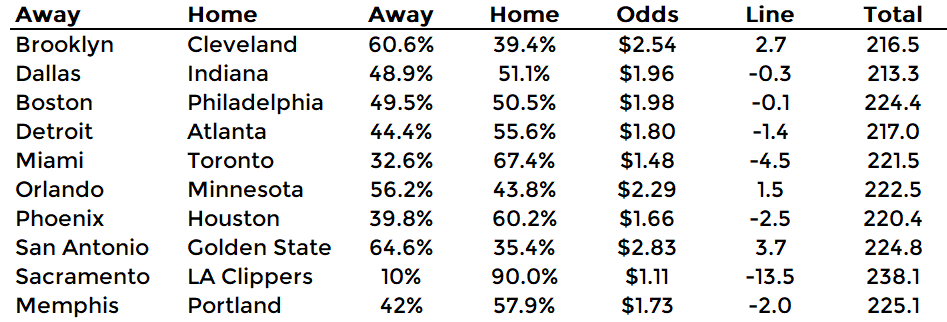 Away Home Away Home Odds Line Total
Brooklyn Cleveland 60.6% 39.4% $2.54 2.7 216.5
Dallas Indiana 48.9% 51.1% $1.96 -0.3 213.3
Boston Philadelphia 49.5% 50.5% $1.98 -0.1 224.4
Detroit Atlanta 44.4% 55.6% $1.80 -1.4 217.0
Miami Toronto 32.6% 67.4% $1.48 -4.5 221.5
Orlando Minnesota 56.2% 43.8% $2.29 1.5 222.5
Phoenix Houston 39.8% 60.2% $1.66 -2.5 220.4
San Antonio Golden State 64.6% 35.4% $2.83 3.7 224.8
Sacramento LA Clippers 10% 90.0% $1.11 -13.5 238.1
Memphis Portland 42% 57.9% $1.73 -2.0 225.1